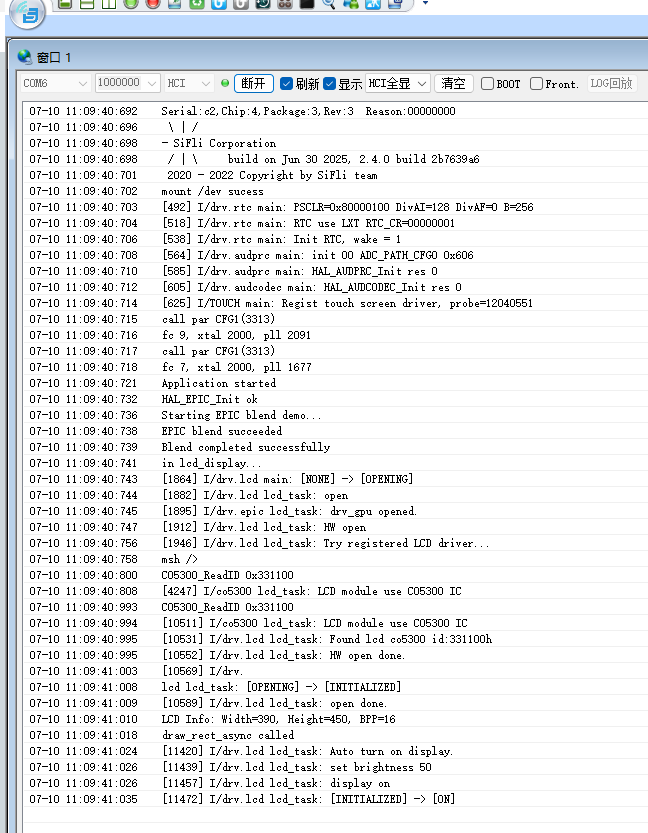 窗口 1
COM6 1000000 HCI 断开 刷新 显示 HCI全显 清空 BOOT Front. LOG回放
07-10 11:09:40:692 Serial:c2,Chip:4,Package:3,Rev:3 Reason:00000000
07-10 11:09:40:696 \ | /
07-10 11:09:40:698 - SiFli Corporation
07-10 11:09:40:698 / | \ build on Jun 30 2025, 2.4.0 build 2b7639a6
07-10 11:09:40:701 2020 - 2022 Copyright by SiFli team
07-10 11:09:40:702 mount /dev sucess
07-10 11:09:40:703 [492] I/drv.rtc main: PSCLR=0x80000100 DivAI=128 DivAF=0 B=256
07-10 11:09:40:704 [518] I/drv.rtc main: RTC use LXT RTC_CR=00000001
07-10 11:09:40:706 [538] I/drv.rtc main: Init RTC, wake = 1
07-10 11:09:40:708 [564] I/drv.audprc main: init 00 ADC_PATH_CFG0 0x606
07-10 11:09:40:710 [585] I/drv.audprc main: HAL_AUDPRC_Init res 0
07-10 11:09:40:712 [605] I/drv.audcodec main: HAL_AUDCODEC_Init res 0
07-10 11:09:40:714 [625] I/TOUCH main: Regist touch screen driver, probe=12040551
07-10 11:09:40:715 call par CFG1(3313)
07-10 11:09:40:716 fc 9, xtal 2000, pll 2091
07-10 11:09:40:717 call par CFG1(3313)
07-10 11:09:40:718 fc 7, xtal 2000, pll 1677
07-10 11:09:40:721 Application started
07-10 11:09:40:732 HAL_EPIC_Init ok
07-10 11:09:40:736 Starting EPIC blend demo...
07-10 11:09:40:738 EPIC blend succeeded
07-10 11:09:40:739 Blend completed successfully
07-10 11:09:40:741 in lcd_display...
07-10 11:09:40:743 [1864] I/drv.lcd main: [NONE] -> [OPENING]
07-10 11:09:40:744 [1882] I/drv.lcd lcd_task: open
07-10 11:09:40:745 [1895] I/drv.epic lcd_task: drv_gpu opened.
07-10 11:09:40:747 [1912] I/drv.lcd lcd_task: HW open
07-10 11:09:40:756 [1946] I/drv.lcd lcd_task: Try registered LCD driver...
07-10 11:09:40:758 msh />
07-10 11:09:40:800 CO5300_ReadID 0x331100
07-10 11:09:40:808 [4247] I/co5300 lcd_task: LCD module use CO5300 IC
07-10 11:09:40:993 CO5300_ReadID 0x331100
07-10 11:09:40:994 [10511] I/co5300 lcd_task: LCD module use CO5300 IC
07-10 11:09:40:995 [10531] I/drv.lcd lcd_task: Found lcd co5300 id:331100h
07-10 11:09:40:995 [10552] I/drv.lcd lcd_task: HW open done.
07-10 11:09:41:003 [10569] I/drv.
07-10 11:09:41:008 lcd lcd_task: [OPENING] -> [INITIALIZED]
07-10 11:09:41:009 [10589] I/drv.lcd lcd_task: open done.
07-10 11:09:41:010 LCD Info: Width=390, Height=450, BPP=16
07-10 11:09:41:018 draw_rect_async called
07-10 11:09:41:024 [11420] I/drv.lcd lcd_task: Auto turn on display.
07-10 11:09:41:026 [11439] I/drv.lcd lcd_task: set brightness 50
07-10 11:09:41:026 [11457] I/drv.lcd lcd_task: display on
07-10 11:09:41:035 [11472] I/drv.lcd lcd_task: [INITIALIZED] -> [ON]